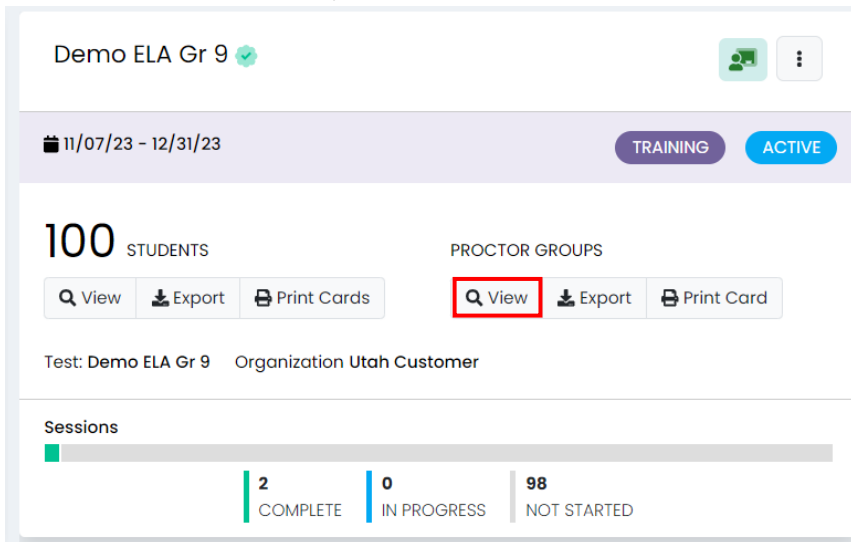 Demo ELA Gr 9
11/07/23 - 12/31/23 TRAINING ACTIVE
100 STUDENTS PROCTOR GROUPS
View Export Print Cards View Export Print Card
Test: Demo ELA Gr 9 Organization Utah Customer
Sessions
2 0 98
COMPLETE IN PROGRESS NOT STARTED